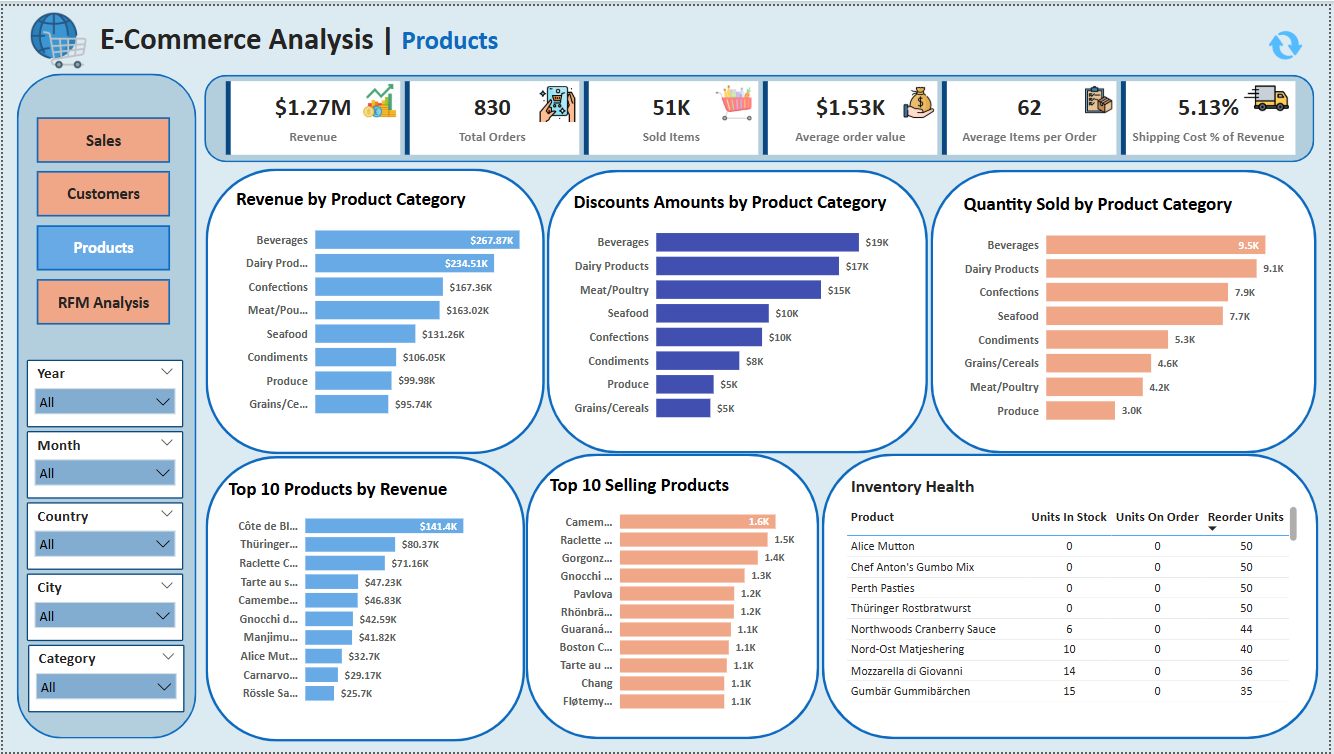 E-Commerce Analysis | Products
Sales
Customers
Products
RFM Analysis
Year
All
Month
All
Country
All
City
All
Category
All
$1.27M
Revenue
830
Total Orders
51K
Sold Items
$1.53K
Average order value
62
Average Items per Order
5.13%
Shipping Cost % of Revenue
Revenue by Product Category
Beverages $267.87K
Dairy Prod... $234.51K
Confections $167.36K
Meat/Pou... $163.02K
Seafood $131.26K
Condiments $106.05K
Produce $99.98K
Grains/Ce... $95.74K
Discounts Amounts by Product Category
Beverages $19K
Dairy Products $17K
Meat/Poultry $15K
Seafood $10K
Confections $10K
Condiments $8K
Produce $5K
Grains/Cereals $5K
Quantity Sold by Product Category
Beverages 9.5K
Dairy Products 9.1K
Confections 7.9K
Seafood 7.7K
Condiments 5.3K
Grains/Cereals 4.6K
Meat/Poultry 4.2K
Produce 3.0K
Top 10 Products by Revenue
Côte de Bl... $141.4K
Thüringer... $80.37K
Raclette C... $71.16K
Tarte au s... $47.23K
Camembe... $46.83K
Gnocchi d... $42.59K
Manjimu... $41.82K
Alice Mut... $32.7K
Carnarvo... $29.17K
Rössle Sa... $25.7K
Top 10 Selling Products
Camem... 1.6K
Raclette ... 1.5K
Gorgonz... 1.4K
Gnocchi ... 1.3K
Pavlova 1.2K
Rhönbrä... 1.2K
Guaraná... 1.1K
Boston C... 1.1K
Tarte au ... 1.1K
Chang 1.1K
Fløtemy... 1.1K
Inventory Health
Product Units In Stock Units On Order Reorder Units
Alice Mutton 0 0 50
Chef Anton's Gumbo Mix 0 0 50
Perth Pasties 0 0 50
Thüringer Rostbratwurst 0 0 50
Northwoods Cranberry Sauce 6 0 44
Nord-Ost Matjeshering 10 0 40
Mozzarella di Giovanni 14 0 36
Gumbär Gummibärchen 15 0 35